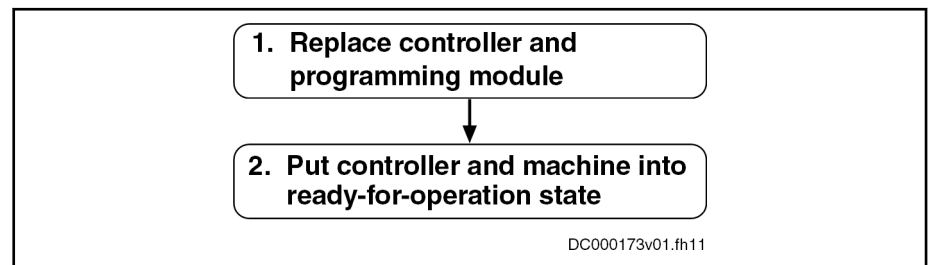 1. Replace controller and
programming module
2. Put controller and machine into
ready-for-operation state
DC000173v01.fh11